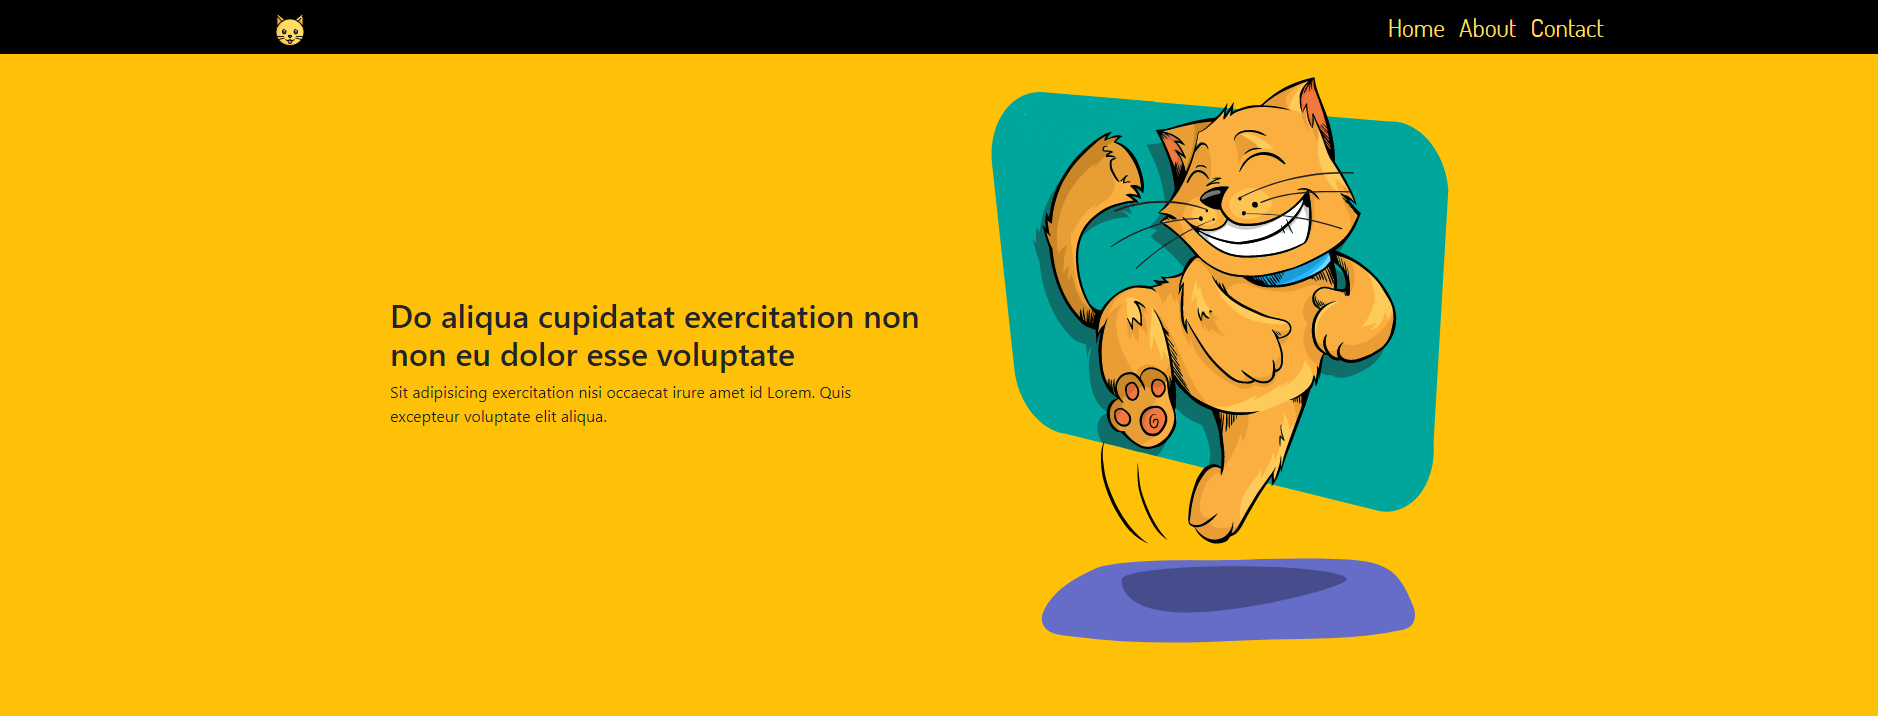 Home About Contact
Do aliqua cupidatat exercitation non
non eu dolor esse voluptate
Sit adipisicing exercitation nisi occaecat irure amet id Lorem. Quis
excepteur voluptate elit aliqua.